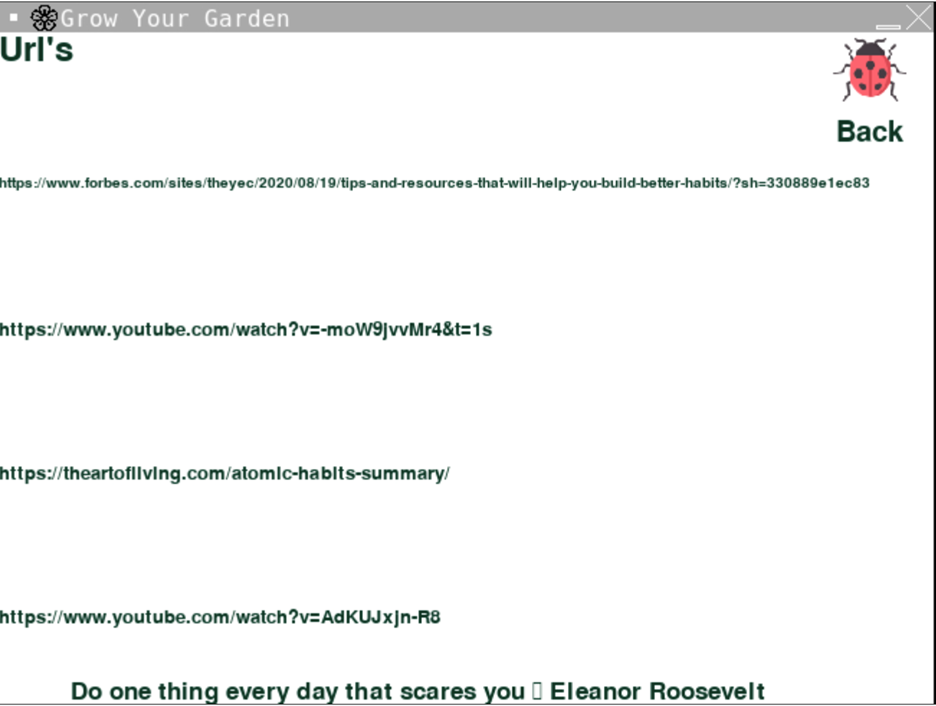 Grow Your Garden
Url's
Back
https://www.forbes.com/sites/theyec/2020/08/19/tips-and-resources-that-will-help-you-build-better-habits/?sh=330889e1ec83
https://www.youtube.com/watch?v=-moW9jvvMr4&t=1s
https://theartofliving.com/atomic-habits-summary/
https://www.youtube.com/watch?v=AdKUJxjn-R8
Do one thing every day that scares you ▯ Eleanor Roosevelt